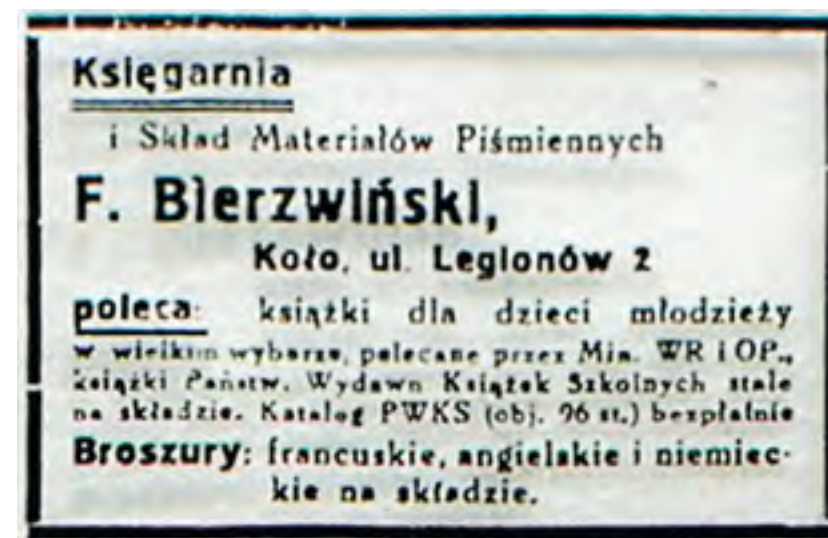 Księgarnia
i Skład Materiałów Piśmiennych
F. Bierzwiński,
Koło, ul. Legionów 2
poleca: książki dla dzieci młodzieży
w wielkim wyborze, polecane przez Min. WR i OP.,
książki Państw. Wydawn Książek Szkolnych stale
na składzie. Katalog PWKS (obj. 96 st.) bezpłatnie
Broszury: francuskie, angielskie i niemiec-
kie na składzie.